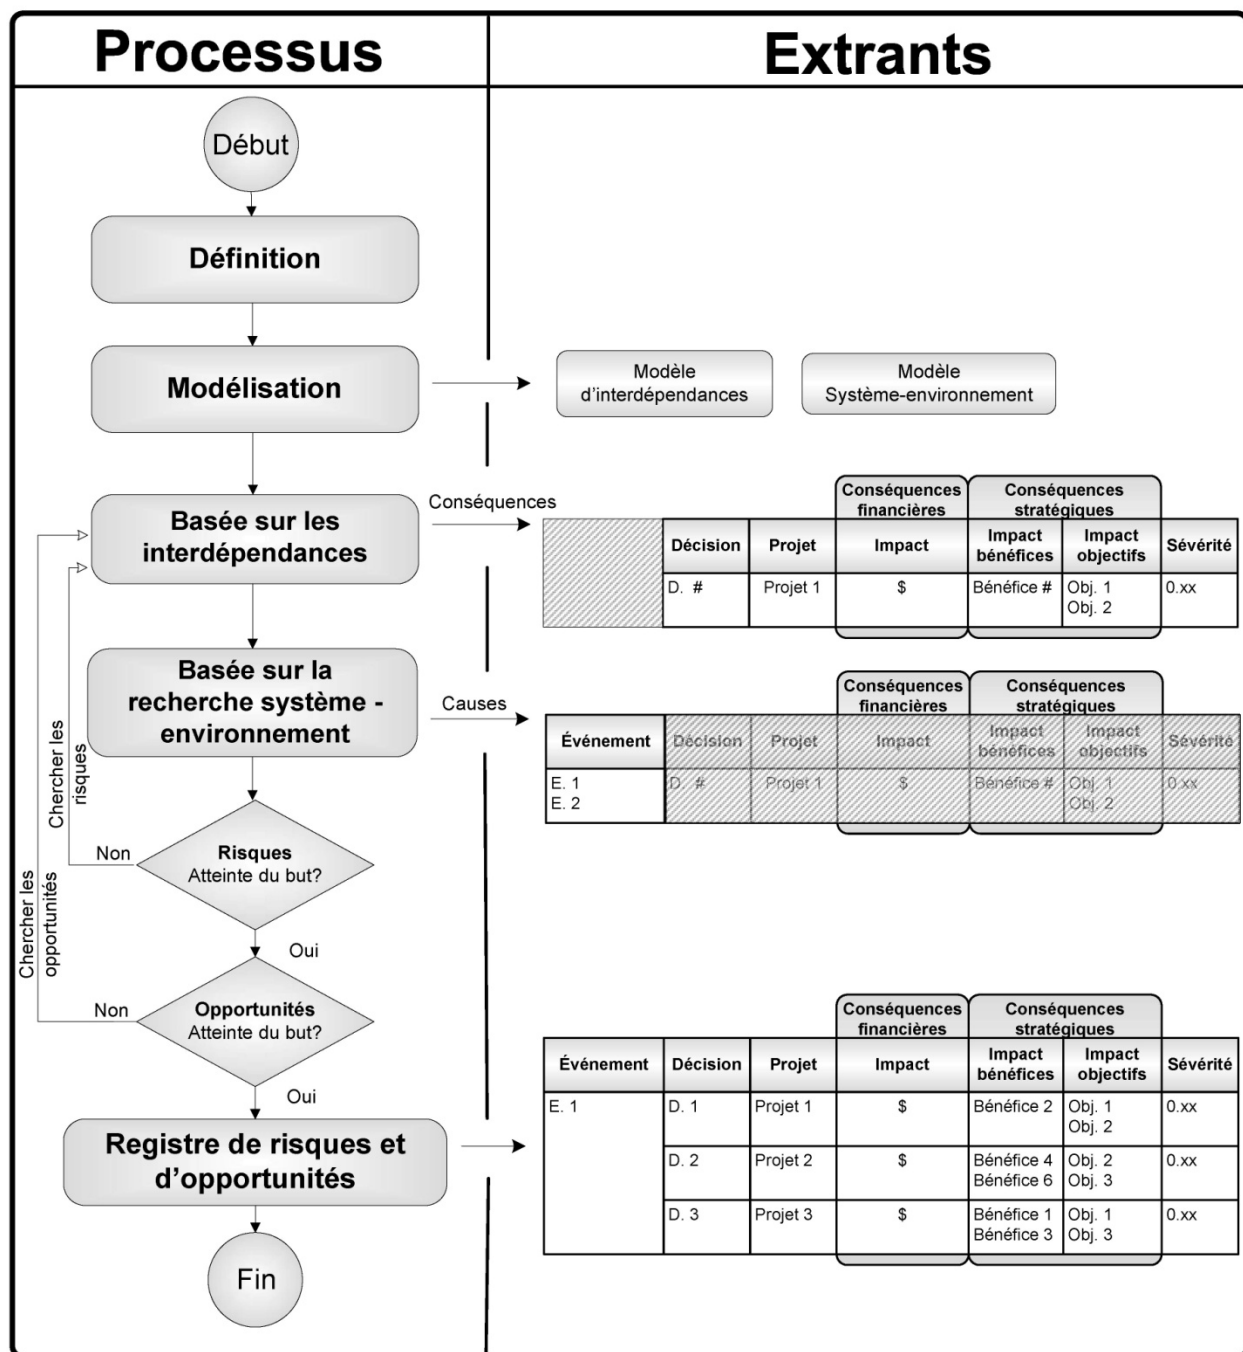 Processus
Extrants
Début
Définition
Modélisation
Modèle
d'interdépendances
Modèle
Système-environnement
Basée sur les
interdépendances
Conséquences
Conséquences
financières
Conséquences
stratégiques
Décision
Projet
Impact
Impact
bénéfices
Impact
objectifs
Sévérité
D. #
Projet 1
$
Bénéfice #
Obj. 1
Obj. 2
0.xx
Basée sur la
recherche système -
environnement
Causes
Conséquences
financières
Conséquences
stratégiques
Événement
Décision
Projet
Impact
Impact
bénéfices
Impact
objectifs
Sévérité
E. 1
E. 2
D. #
Projet 1
$
Bénéfice #
Obj. 1
Obj. 2
0.xx
Chercher les
risques
Chercher les
opportunités
Non
Risques
Atteinte du but?
Oui
Non
Opportunités
Atteinte du but?
Oui
Registre de risques et
d'opportunités
Fin
Conséquences
financières
Conséquences
stratégiques
Événement
Décision
Projet
Impact
Impact
bénéfices
Impact
objectifs
Sévérité
E. 1
D. 1
Projet 1
$
Bénéfice 2
Obj. 1
Obj. 2
0.xx
D. 2
Projet 2
$
Bénéfice 4
Bénéfice 6
Obj. 2
Obj. 3
0.xx
D. 3
Projet 3
$
Bénéfice 1
Bénéfice 3
Obj. 1
Obj. 3
0.xx